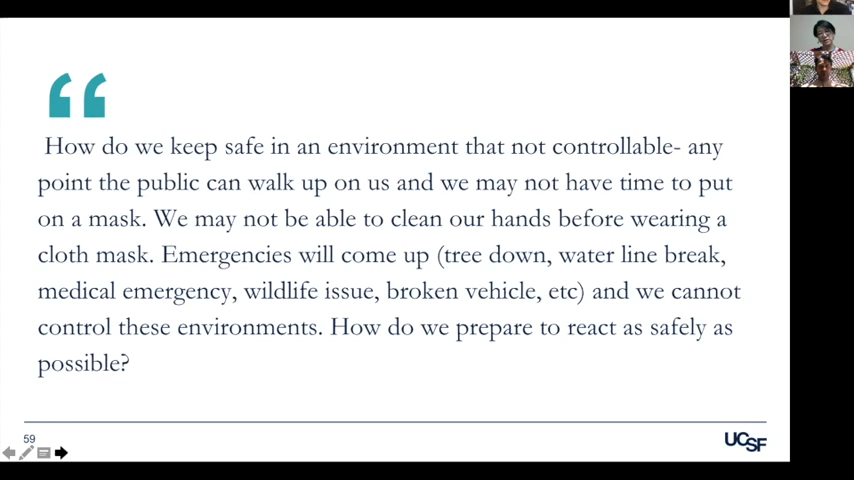 How do we keep safe in an environment that not controllable- any
point the public can walk up on us and we may not have time to put
on a mask. We may not be able to clean our hands before wearing a
cloth mask. Emergencies will come up (tree down, water line break,
medical emergency, wildlife issue, broken vehicle, etc) and we cannot
control these environments. How do we prepare to react as safely as
possible?
59
UCSF